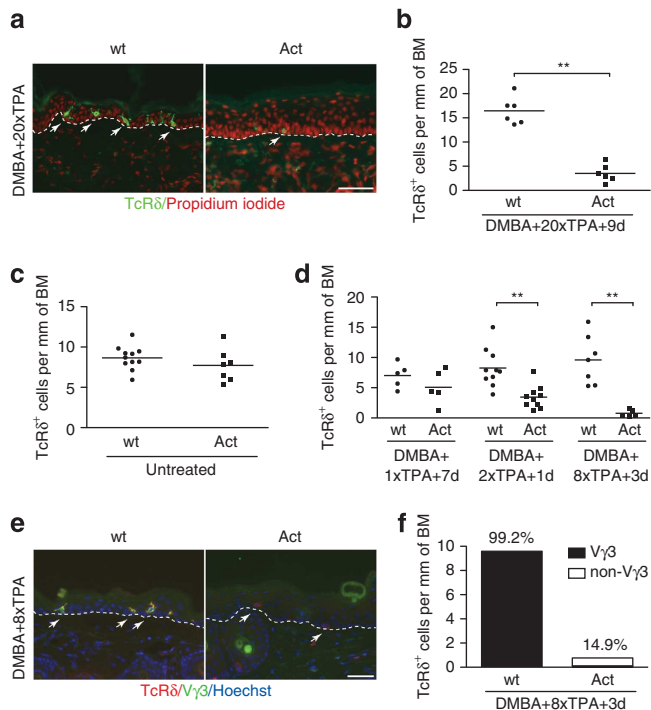 a
wt
Act
DMBA+20xTPA
TcRδ/Propidium iodide
b
TcRδ+ cells per mm of BM
25
20
15
10
5
0
**
wt
Act
DMBA+20xTPA+9d
c
TcRδ+ cells per mm of BM
15
10
5
0
wt
Act
Untreated
d
TcRδ+ cells per mm of BM
20
15
10
5
0
**
**
wt Act wt Act wt Act
DMBA+ DMBA+ DMBA+
1xTPA+7d 2xTPA+1d 8xTPA+3d
e
wt
Act
DMBA+8xTPA
TcRδ/Vγ3/Hoechst
f
TcRδ+ cells per mm of BM
10
8
6
4
2
0
99.2%
Vγ3
non-Vγ3
14.9%
wt
Act
DMBA+8xTPA+3d